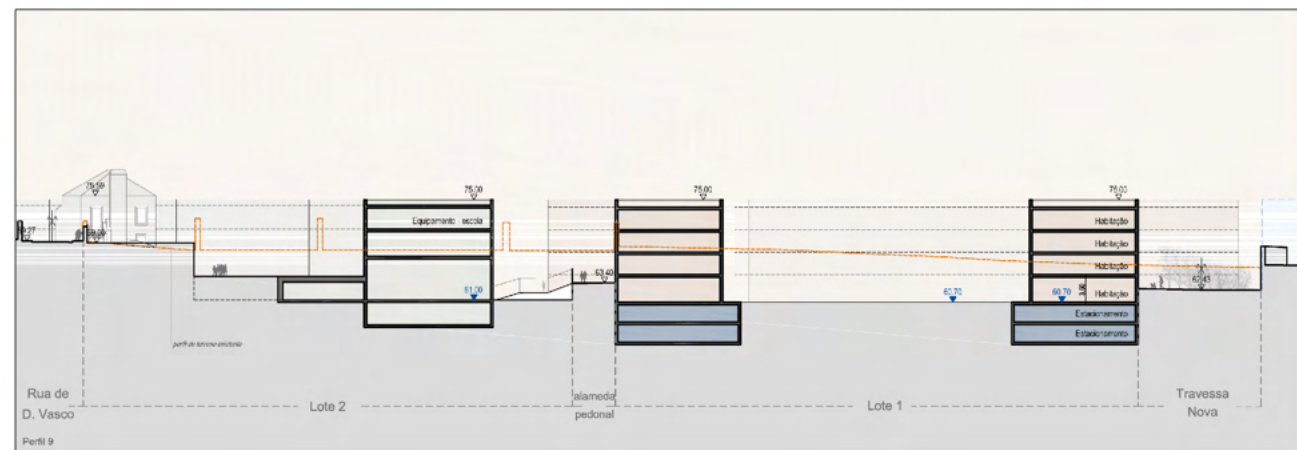 75,00
75,00
75,00
Equipamento - escola
Habitação
Habitação
Habitação
Habitação
3,00
63,40
61,00
60,70
60,70
Estacionamento
Estacionamento
perfil do terreno existente
Rua de
D. Vasco
Lote 2
alameda
pedonal
Lote 1
Travessa
Nova
Perfil 9